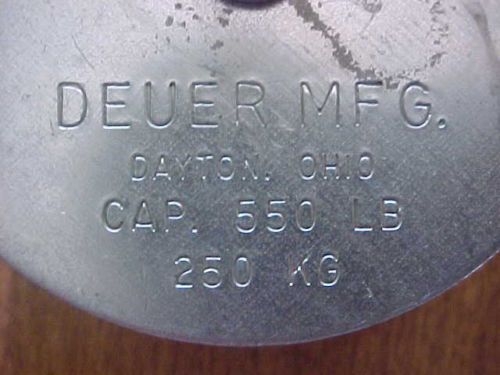 DEUER MFG.
DAYTON, OHIO
CAP. 550 LB
250 KG